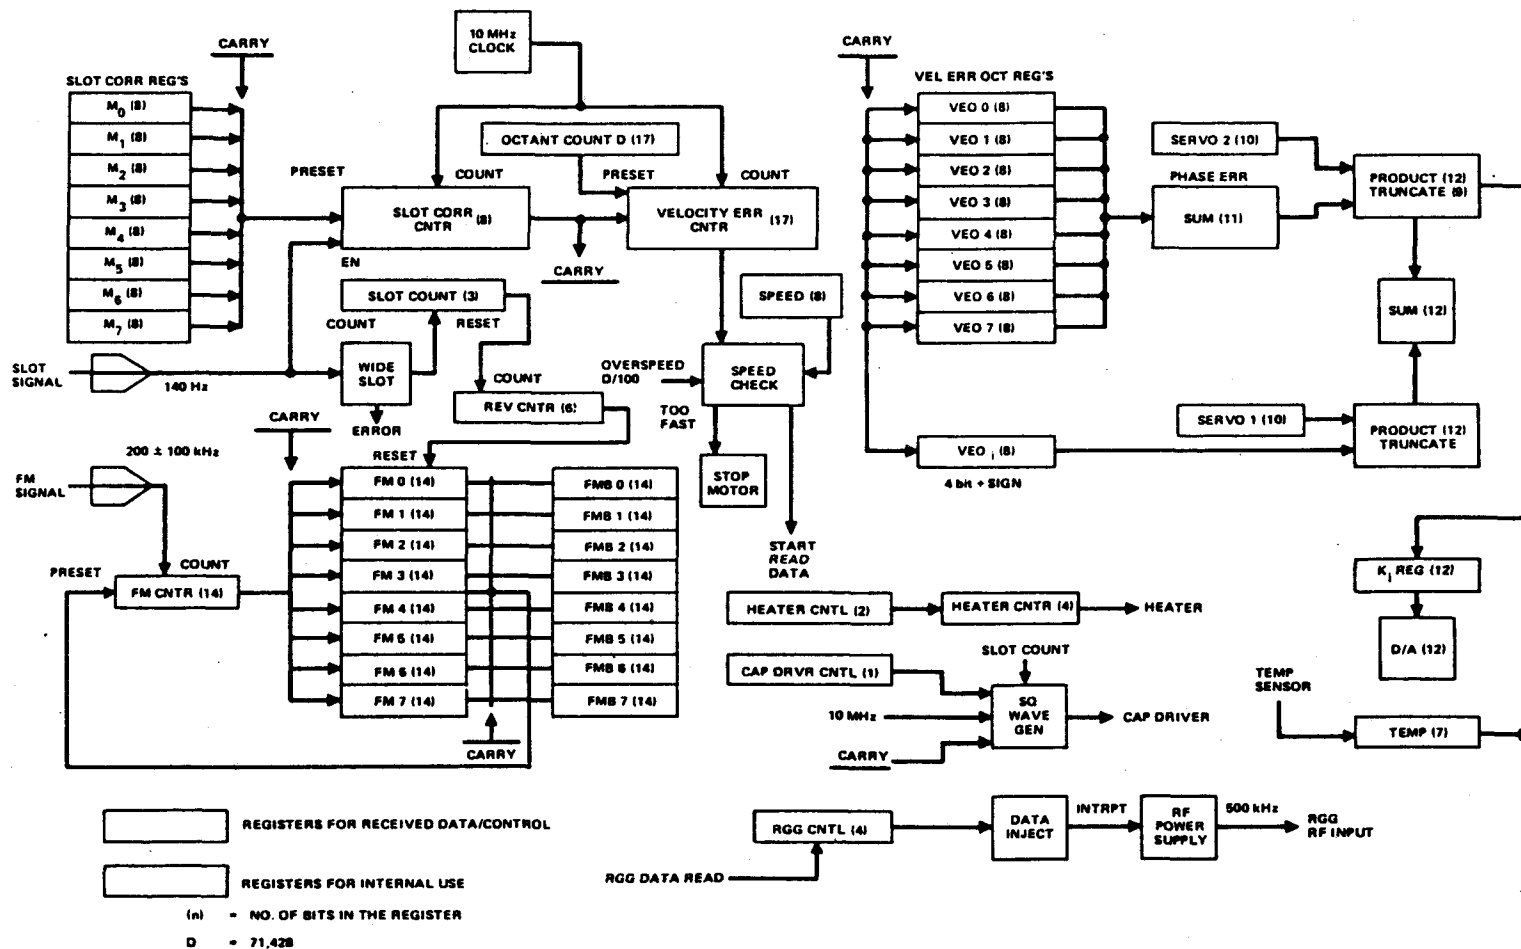 10 MHz
CLOCK
CARRY
SLOT CORR REG'S
M0 (8)
M1 (8)
M2 (8)
M3 (8)
M4 (8)
M5 (8)
M6 (8)
M7 (8)
OCTANT COUNT D (17)
PRESET
COUNT
SLOT CORR
CNTR (8)
EN
PRESET
COUNT
VELOCITY ERR
CNTR (17)
CARRY
SLOT COUNT (3)
COUNT
RESET
SLOT
SIGNAL
140 Hz
WIDE
SLOT
ERROR
COUNT
REV CNTR (6)
SPEED (8)
OVERSPEED
D/100
SPEED
CHECK
TOO
FAST
STOP
MOTOR
START
READ
DATA
CARRY
VEL ERR OCT REG'S
VEO 0 (8)
VEO 1 (8)
VEO 2 (8)
VEO 3 (8)
VEO 4 (8)
VEO 5 (8)
VEO 6 (8)
VEO 7 (8)
VEO i (8)
4 bit + SIGN
SERVO 2 (10)
PHASE ERR
SUM (11)
PRODUCT (12)
TRUNCATE (9)
SUM (12)
SERVO 1 (10)
PRODUCT (12)
TRUNCATE
CARRY
200 ± 100 kHz
FM
SIGNAL
PRESET
COUNT
FM CNTR (14)
RESET
FM 0 (14)
FM 1 (14)
FM 2 (14)
FM 3 (14)
FM 4 (14)
FM 5 (14)
FM 6 (14)
FM 7 (14)
FMB 0 (14)
FMB 1 (14)
FMB 2 (14)
FMB 3 (14)
FMB 4 (14)
FMB 5 (14)
FMB 6 (14)
FMB 7 (14)
CARRY
HEATER CNTL (2)
HEATER CNTR (4)
HEATER
SLOT COUNT
CAP DRVR CNTL (1)
10 MHz
CARRY
SQ
WAVE
GEN
CAP DRIVER
Ki REG (12)
D/A (12)
TEMP
SENSOR
TEMP (7)
RGG CNTL (4)
RGG DATA READ
DATA
INJECT
INTRPT
RF
POWER
SUPPLY
500 kHz
RGG
RF INPUT
REGISTERS FOR RECEIVED DATA/CONTROL
REGISTERS FOR INTERNAL USE
(n) = NO. OF BITS IN THE REGISTER
D = 71,428